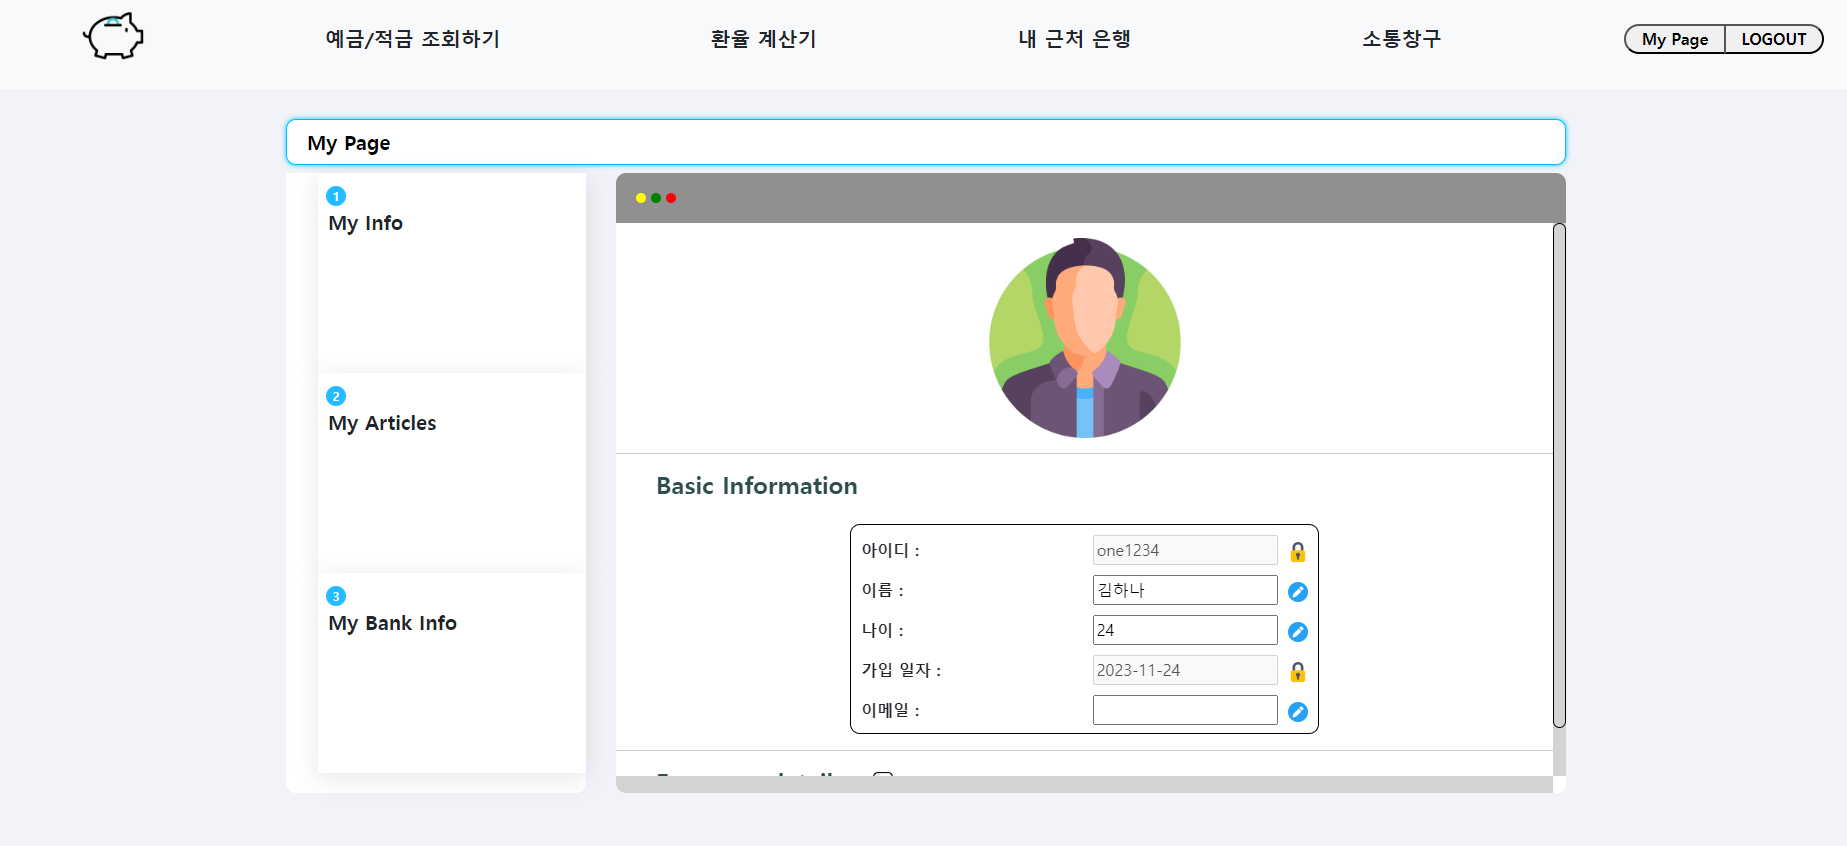 예금/적금 조회하기
환율 계산기
내 근처 은행
소통창구
My Page
LOGOUT
My Page
1
My Info
2
My Articles
3
My Bank Info
Basic Information
아이디 :
one1234
이름 :
김하나
나이 :
24
가입 일자 :
2023-11-24
이메일 :